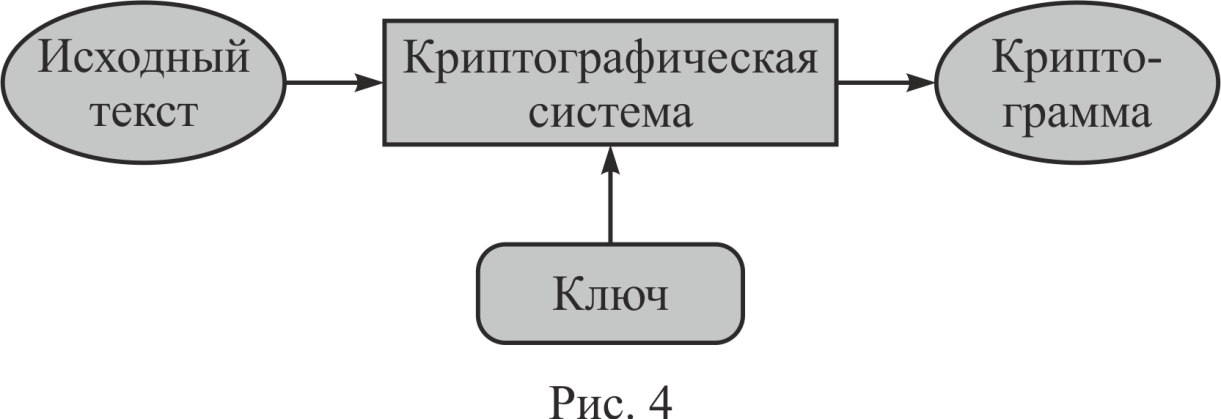 Исходный
текст
Криптографическая
система
Крипто-
грамма
Ключ
Рис. 4